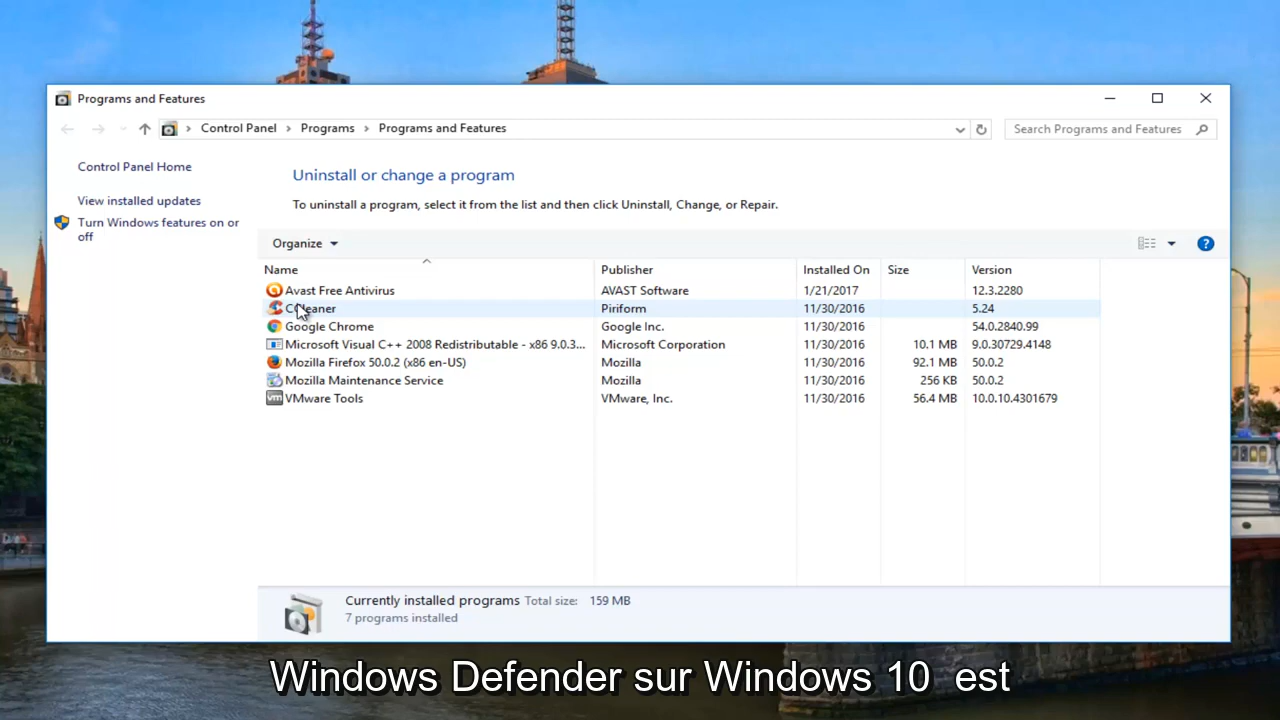 Programs and Features
Control Panel Programs Programs and Features
Search Programs and Features
Control Panel Home
View installed updates
Turn Windows features on or
off
Uninstall or change a program
To uninstall a program, select it from the list and then click Uninstall, Change, or Repair.
Organize
Name Publisher Installed On Size Version
Avast Free Antivirus AVAST Software 1/21/2017 12.3.2280
CCleaner Piriform 11/30/2016 5.24
Google Chrome Google Inc. 11/30/2016 54.0.2840.99
Microsoft Visual C++ 2008 Redistributable - x86 9.0.3... Microsoft Corporation 11/30/2016 10.1 MB 9.0.30729.4148
Mozilla Firefox 50.0.2 (x86 en-US) Mozilla 11/30/2016 92.1 MB 50.0.2
Mozilla Maintenance Service Mozilla 11/30/2016 256 KB 50.0.2
VMware Tools VMware, Inc. 11/30/2016 56.4 MB 10.0.10.4301679
Currently installed programs Total size: 159 MB
7 programs installed
Windows Defender sur Windows 10 est